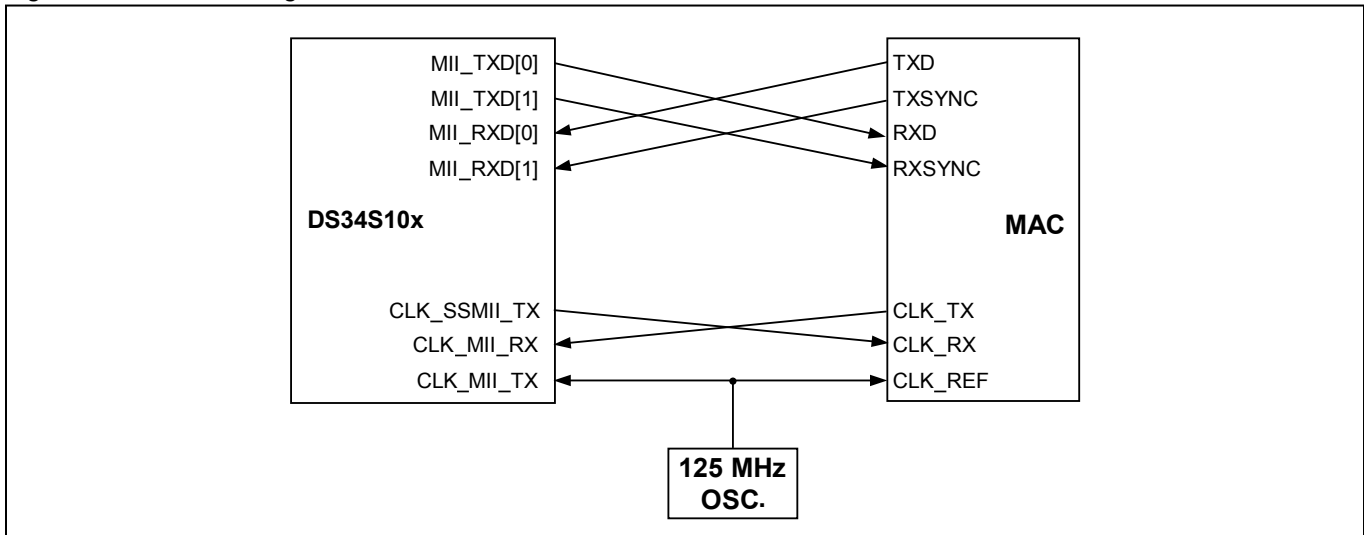 MII_TXD[0]
MII_TXD[1]
MII_RXD[0]
MII_RXD[1]
DS34S10x
CLK_SSMII_TX
CLK_MII_RX
CLK_MII_TX
TXD
TXSYNC
RXD
RXSYNC
MAC
CLK_TX
CLK_RX
CLK_REF
125 MHz
OSC.